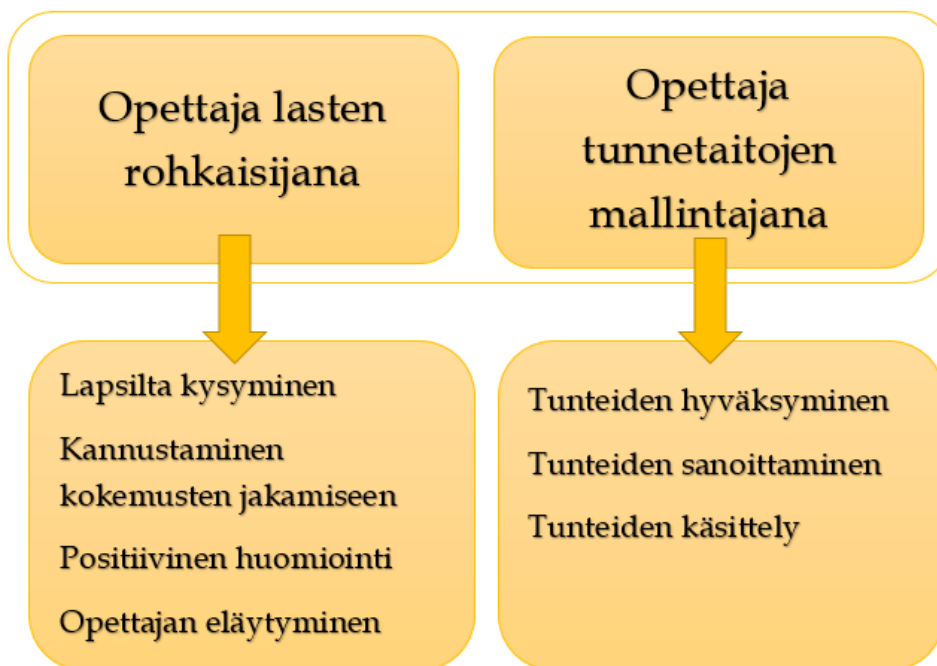 Opettaja lasten
rohkaisijana
Opettaja
tunnetaitojen
mallintajana
Lapsilta kysyminen
Kannustaminen
kokemusten jakamiseen
Positiivinen huomiointi
Opettajan eläytyminen
Tunteiden hyväksyminen
Tunteiden sanoittaminen
Tunteiden käsittely